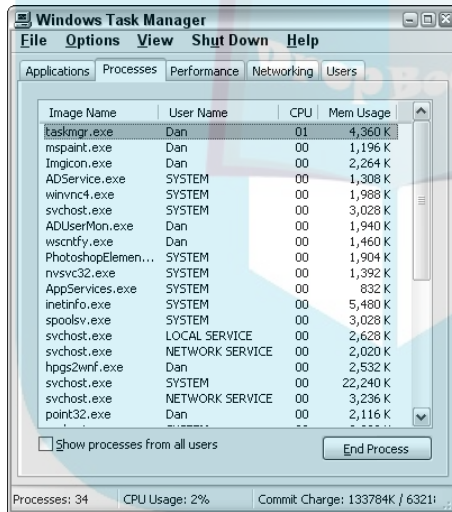 Windows Task Manager
File Options View Shut Down Help
Applications Processes Performance Networking Users
Image Name User Name CPU Mem Usage
taskmgr.exe Dan 01 4,360 K
mspaint.exe Dan 00 1,196 K
Imgicon.exe Dan 00 2,264 K
ADService.exe SYSTEM 00 1,308 K
winvnc4.exe SYSTEM 00 1,988 K
svchost.exe SYSTEM 00 3,028 K
ADUserMon.exe Dan 00 1,940 K
wscntfy.exe Dan 00 1,460 K
PhotoshopElemen... SYSTEM 00 1,904 K
nvsvc32.exe SYSTEM 00 1,392 K
AppServices.exe SYSTEM 00 832 K
inetinfo.exe SYSTEM 00 5,480 K
spoolsv.exe SYSTEM 00 3,028 K
svchost.exe LOCAL SERVICE 00 2,628 K
svchost.exe NETWORK SERVICE 00 2,020 K
hpgs2wnf.exe Dan 00 2,532 K
svchost.exe SYSTEM 00 22,240 K
svchost.exe NETWORK SERVICE 00 3,236 K
point32.exe Dan 00 2,116 K
Show processes from all users
End Process
Processes: 34 CPU Usage: 2% Commit Charge: 133784K /